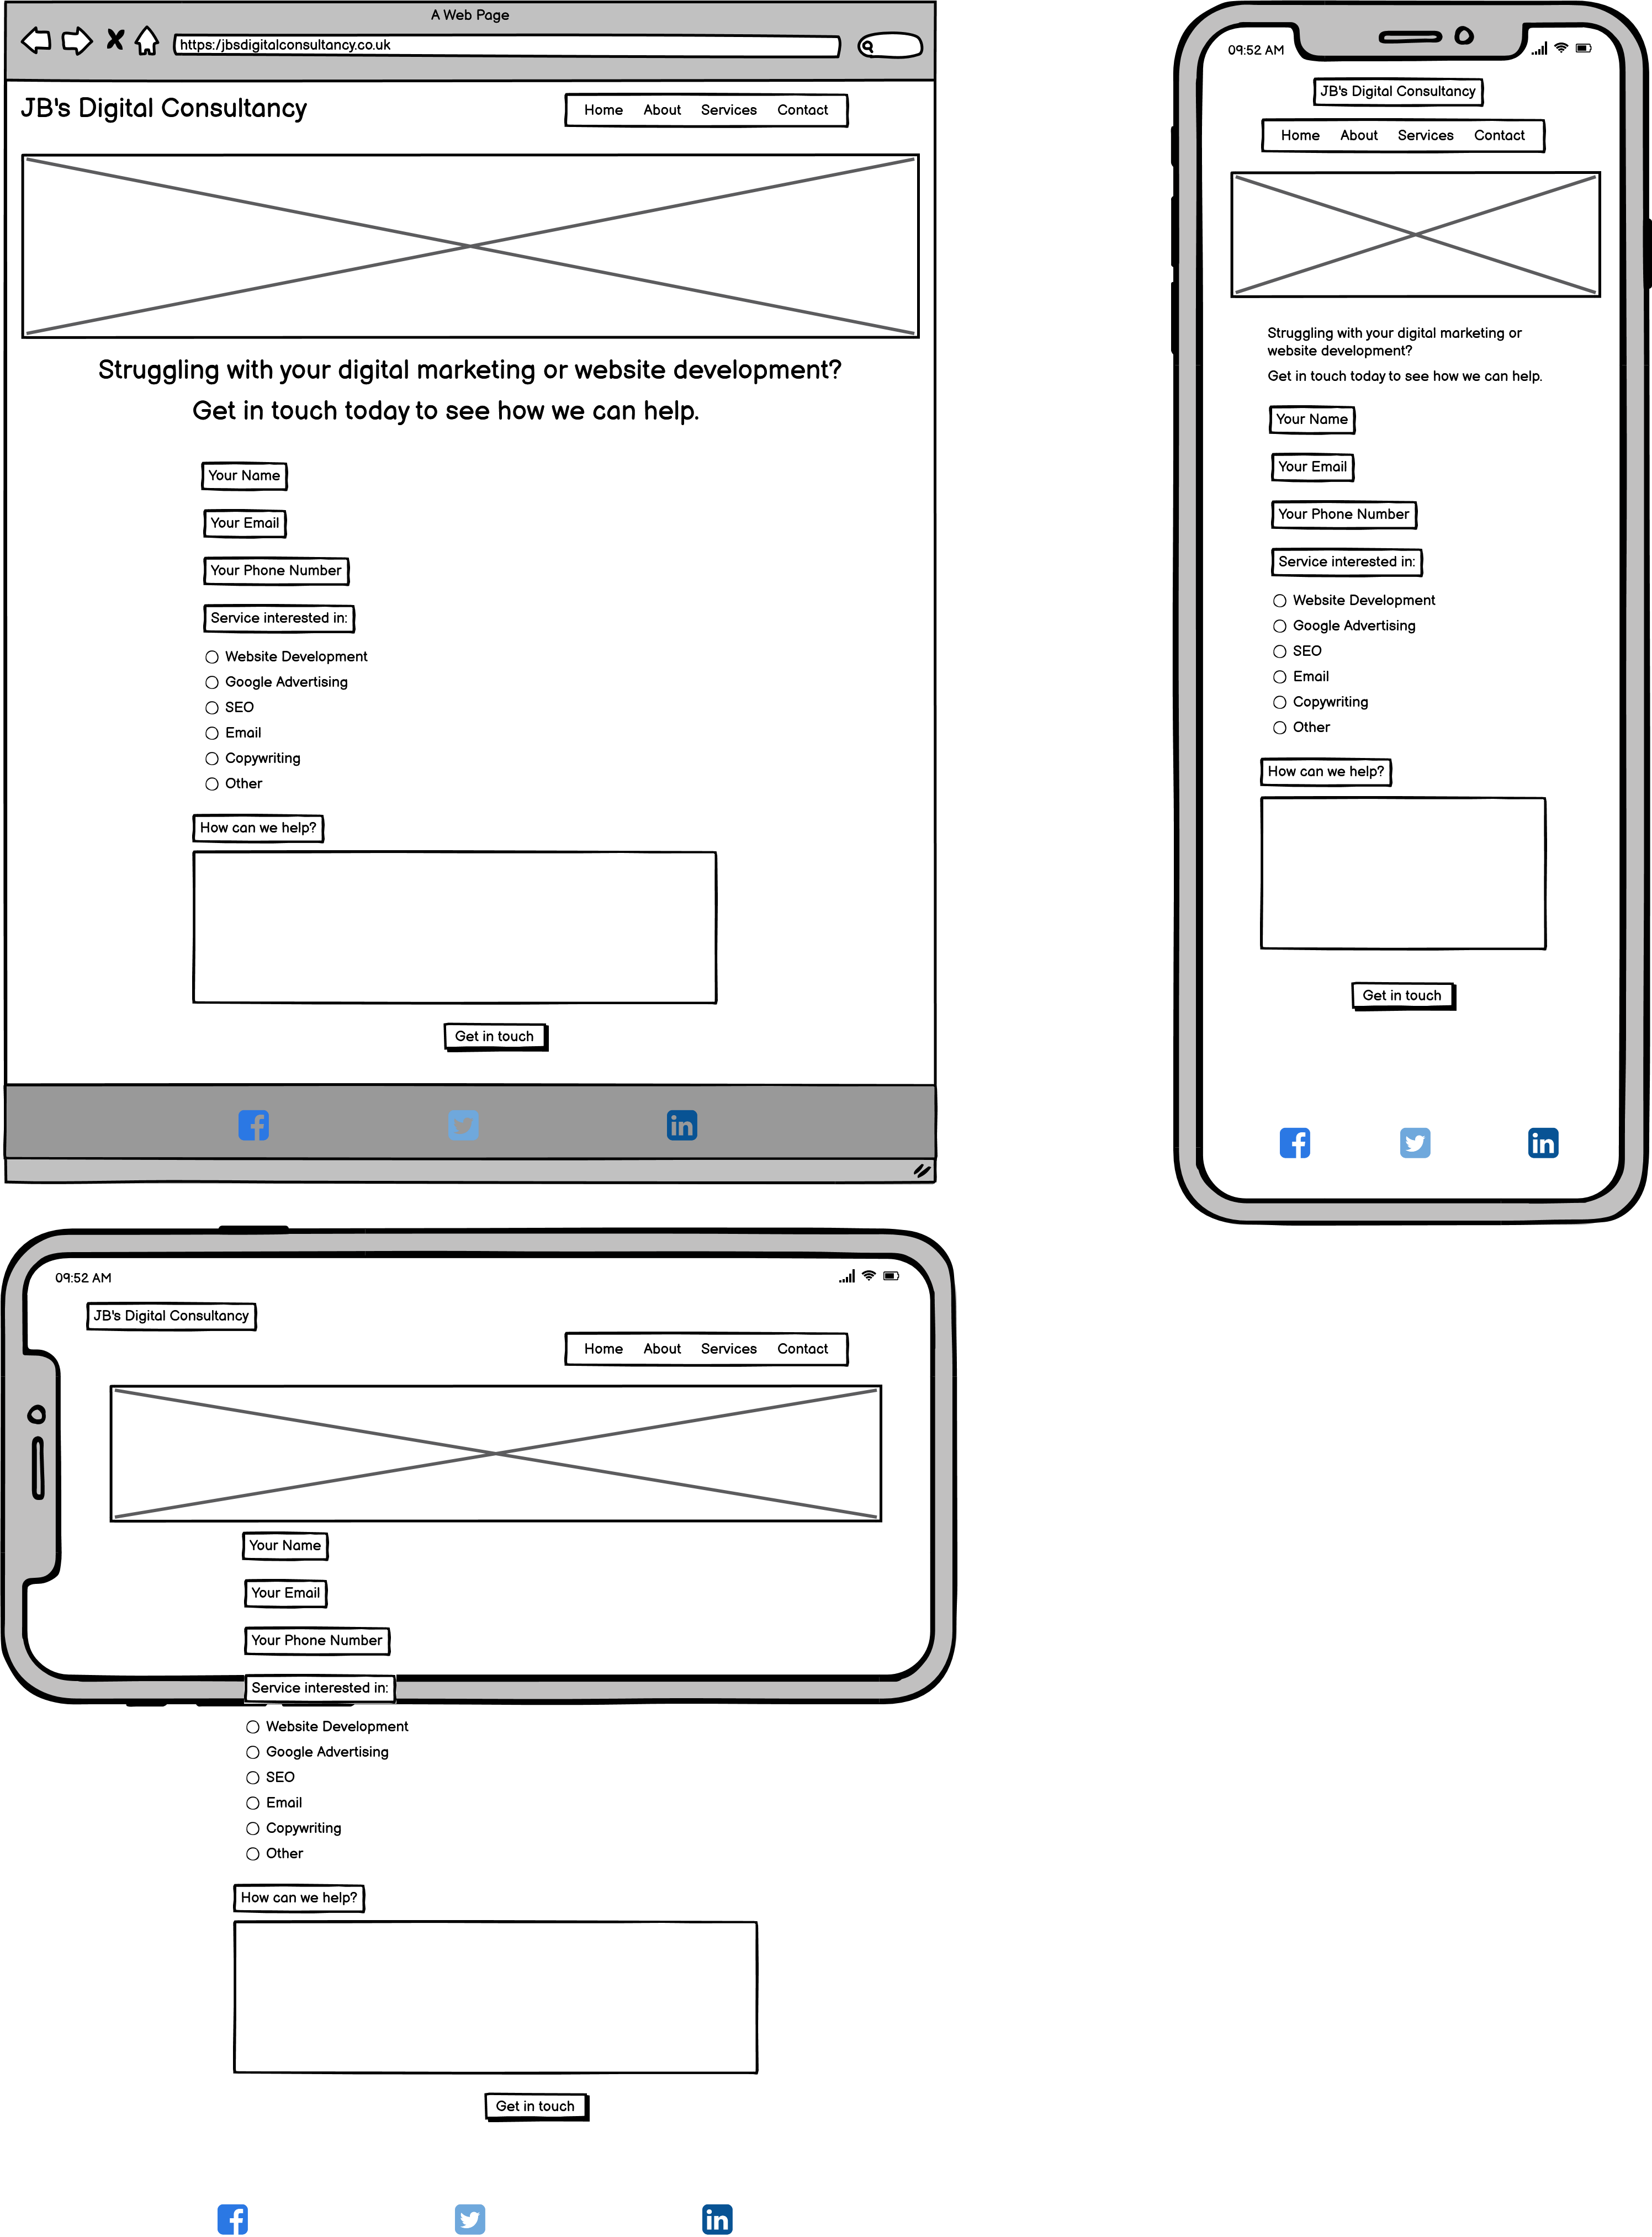 A Web Page
https:/jbsdigitalconsultancy.co.uk
JB's Digital Consultancy
Home About Services Contact
Struggling with your digital marketing or website development?
Get in touch today to see how we can help.
Your Name
Your Email
Your Phone Number
Service interested in:
Website Development
Google Advertising
SEO
Email
Copywriting
Other
How can we help?
Get in touch
09:52 AM
JB's Digital Consultancy
Home About Services Contact
Struggling with your digital marketing or
website development?
Get in touch today to see how we can help.
Your Name
Your Email
Your Phone Number
Service interested in:
Website Development
Google Advertising
SEO
Email
Copywriting
Other
How can we help?
Get in touch
in
in
09:52 AM
JB's Digital Consultancy
Home About Services Contact
Your Name
Your Email
Your Phone Number
Service interested in:
Website Development
Google Advertising
SEO
Email
Copywriting
Other
How can we help?
Get in touch
in